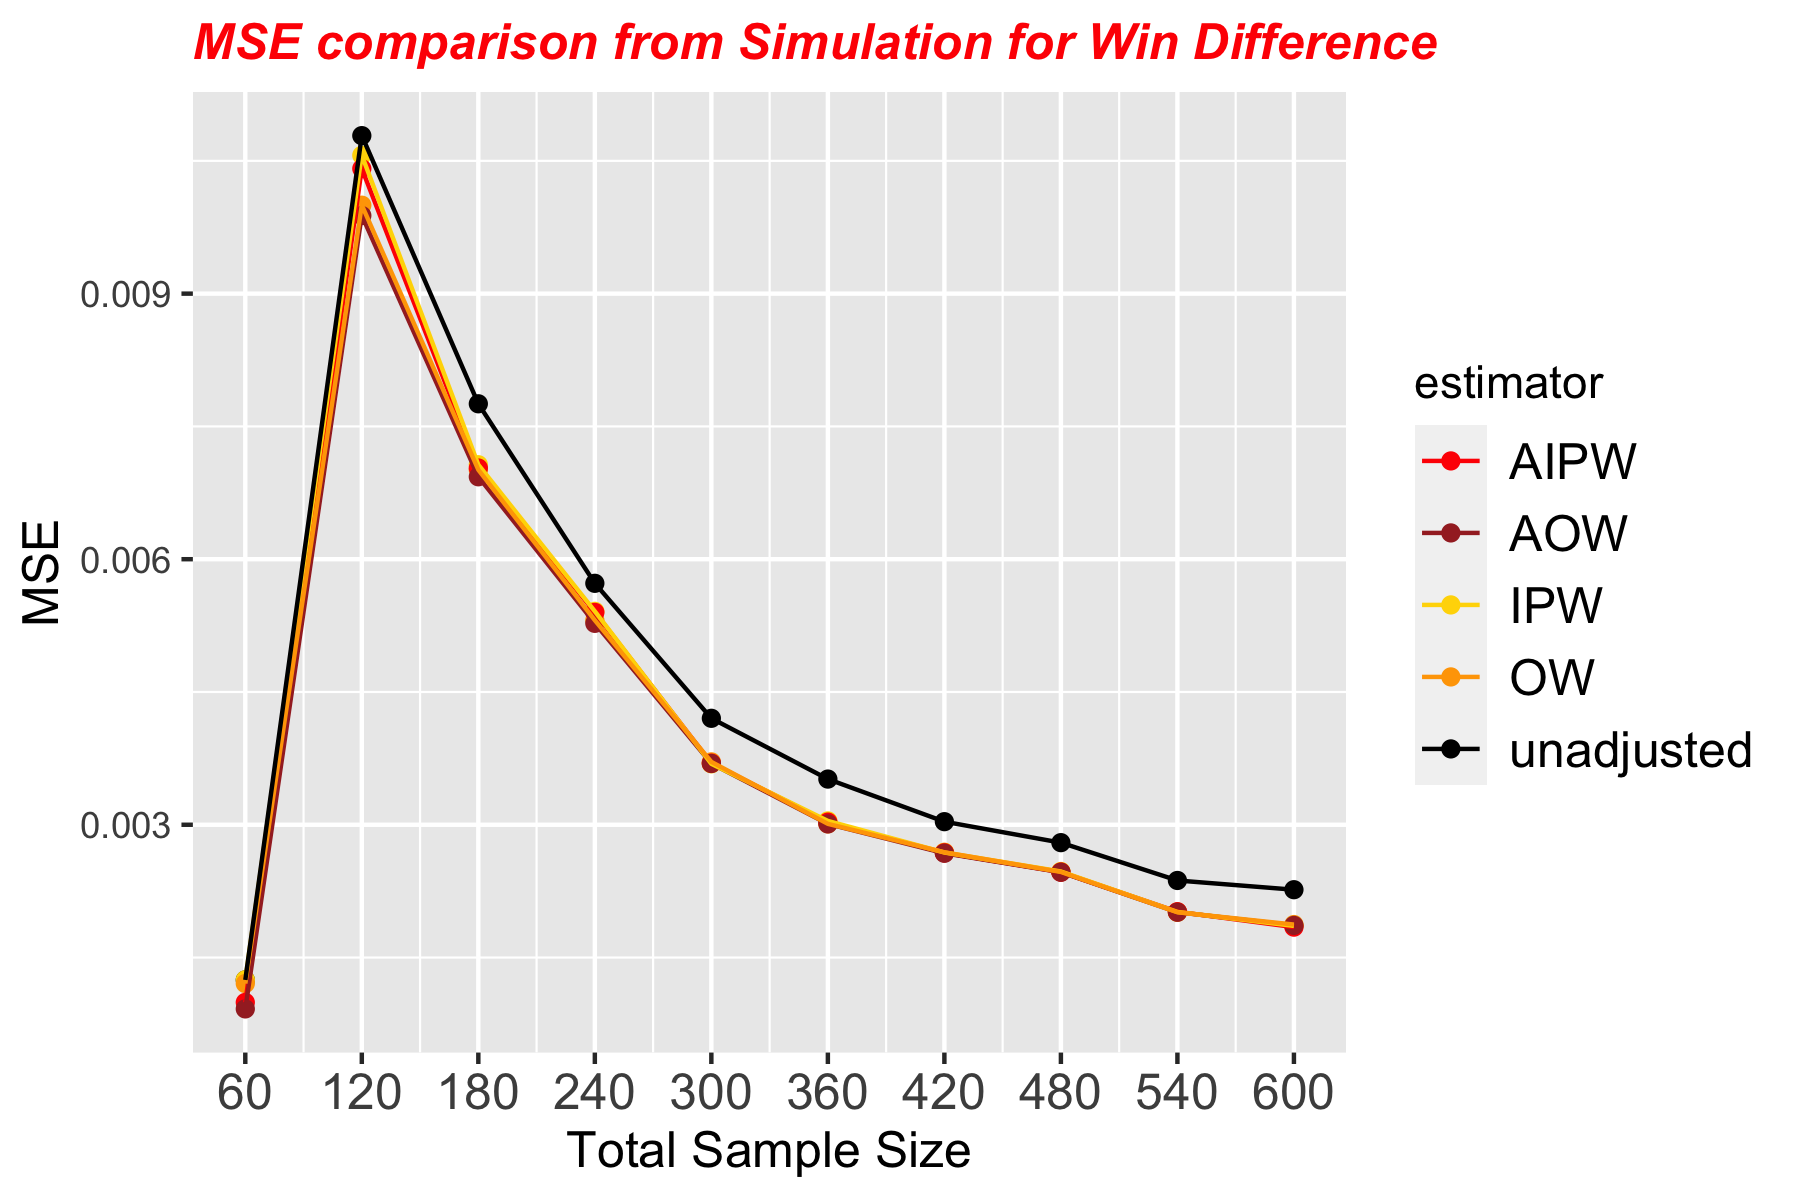 MSE comparison from Simulation for Win Difference
MSE
0.009
0.006
0.003
60 120 180 240 300 360 420 480 540 600
Total Sample Size
estimator
AIPW
AOW
IPW
OW
unadjusted